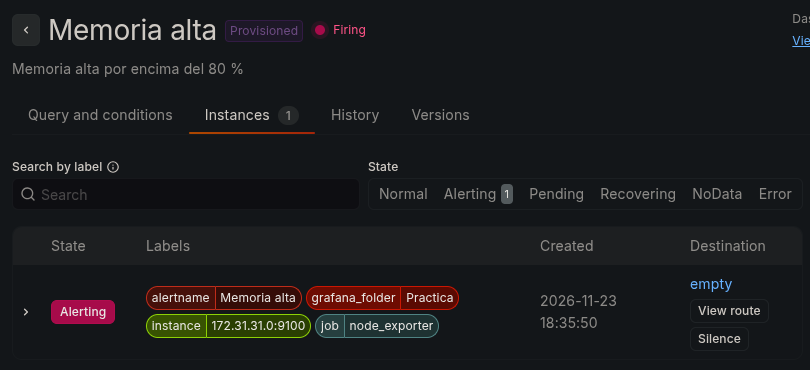 Memoria alta Provisioned Firing
Das
Vie
Memoria alta por encima del 80 %
Query and conditions Instances 1 History Versions
Search by label State
Search Normal Alerting 1 Pending Recovering NoData Error
State Labels Created Destination
Alerting
alertname Memoria alta grafana_folder Practica
instance 172.31.31.0:9100 job node_exporter
2026-11-23
18:35:50
empty
View route
Silence